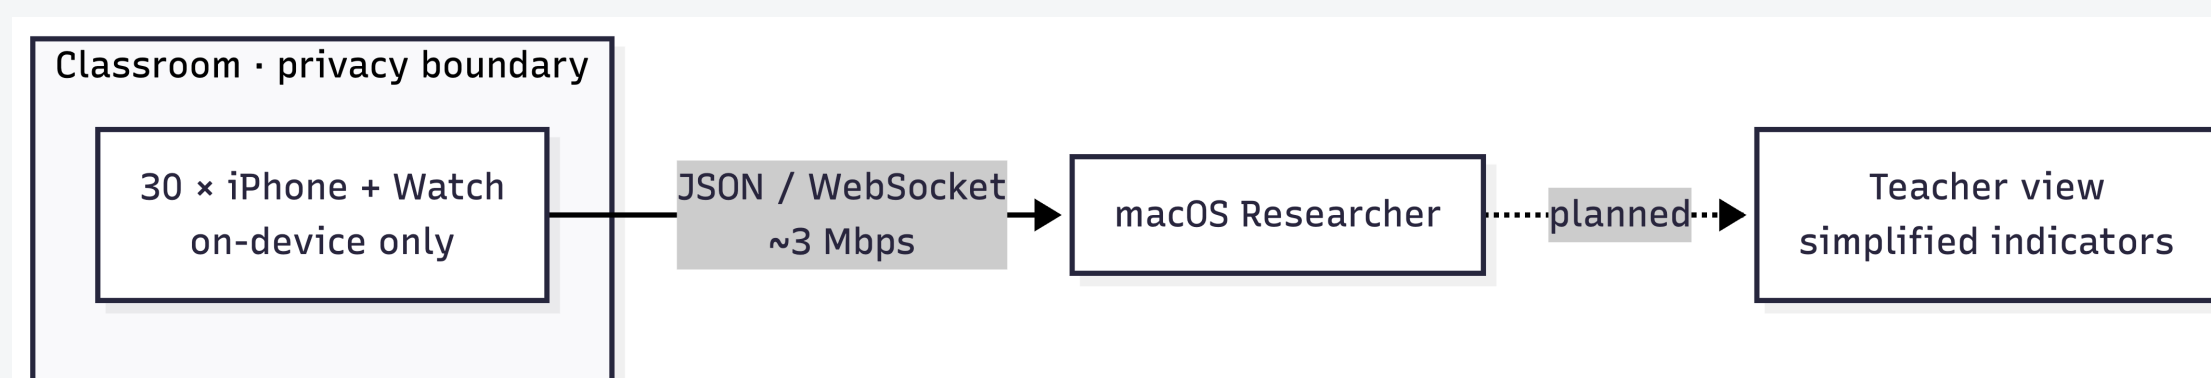 Classroom · privacy boundary
30 × iPhone + Watch
on-device only
JSON / WebSocket
~3 Mbps
macOS Researcher
planned
Teacher view
simplified indicators